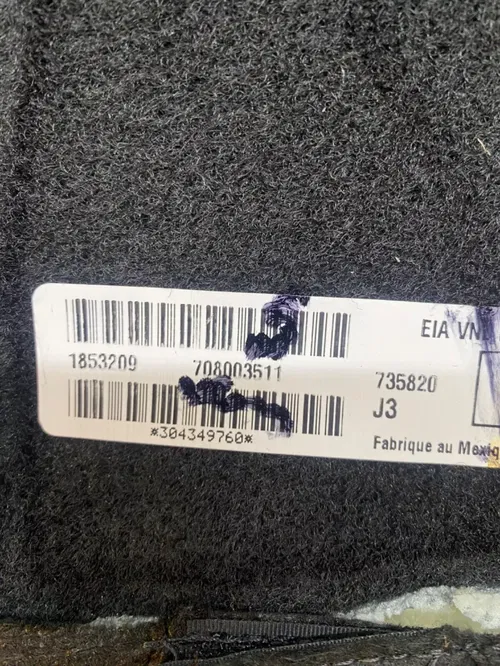 EIA VN
1853209 708003511
735820
J3
*304349760*
Fabrique au Mexiq